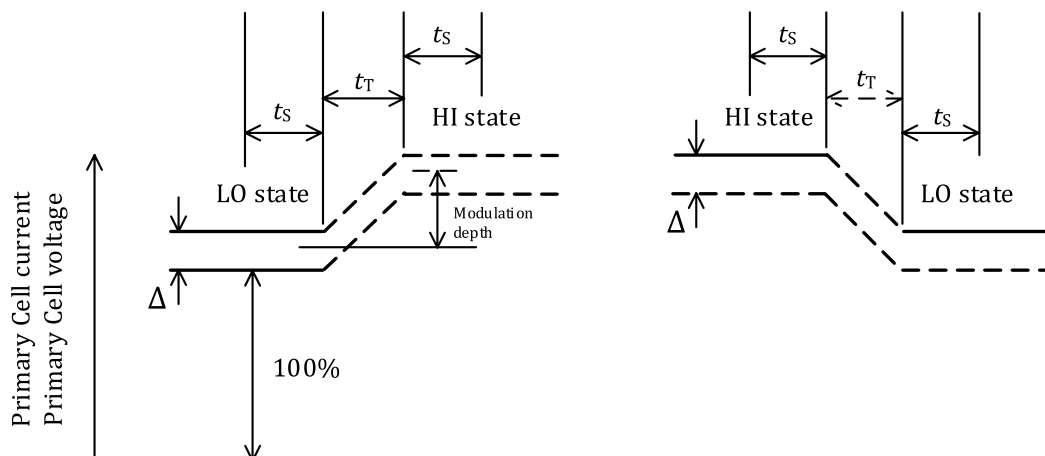 tS
tS
tT
tT
HI state
HI state
tS
tS
LO state
LO state
Modulation
depth
Δ
Δ
100%
Primary Cell current
Primary Cell voltage